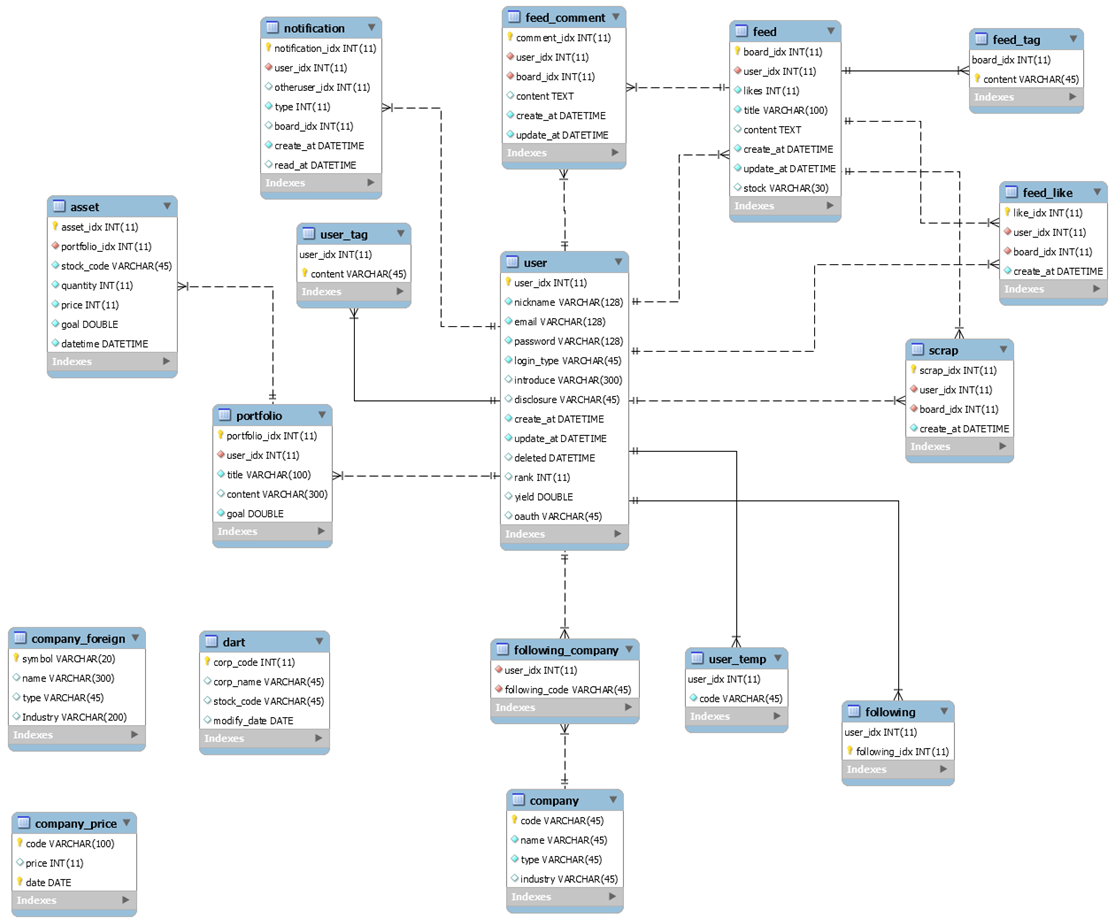 notification
notification_idx INT(11)
user_idx INT(11)
otheruser_idx INT(11)
type INT(11)
board_idx INT(11)
create_at DATETIME
read_at DATETIME
Indexes
feed_comment
comment_idx INT(11)
user_idx INT(11)
board_idx INT(11)
content TEXT
create_at DATETIME
update_at DATETIME
Indexes
feed
board_idx INT(11)
user_idx INT(11)
likes INT(11)
title VARCHAR(100)
content TEXT
create_at DATETIME
update_at DATETIME
stock VARCHAR(30)
Indexes
feed_tag
board_idx INT(11)
content VARCHAR(45)
Indexes
feed_like
like_idx INT(11)
user_idx INT(11)
board_idx INT(11)
create_at DATETIME
Indexes
asset
asset_idx INT(11)
portfolio_idx INT(11)
stock_code VARCHAR(45)
quantity INT(11)
price INT(11)
goal DOUBLE
datetime DATETIME
Indexes
user_tag
user_idx INT(11)
content VARCHAR(45)
Indexes
user
user_idx INT(11)
nickname VARCHAR(128)
email VARCHAR(128)
password VARCHAR(128)
login_type VARCHAR(45)
introduce VARCHAR(300)
disclosure VARCHAR(45)
create_at DATETIME
update_at DATETIME
deleted DATETIME
rank INT(11)
yield DOUBLE
oauth VARCHAR(45)
Indexes
scrap
scrap_idx INT(11)
user_idx INT(11)
board_idx INT(11)
create_at DATETIME
Indexes
portfolio
portfolio_idx INT(11)
user_idx INT(11)
title VARCHAR(100)
content VARCHAR(300)
goal DOUBLE
Indexes
company_foreign
symbol VARCHAR(20)
name VARCHAR(300)
type VARCHAR(45)
Industry VARCHAR(200)
Indexes
dart
corp_code INT(11)
corp_name VARCHAR(45)
stock_code VARCHAR(45)
modify_date DATE
Indexes
following_company
user_idx INT(11)
following_code VARCHAR(45)
Indexes
user_temp
user_idx INT(11)
code VARCHAR(45)
Indexes
following
user_idx INT(11)
following_idx INT(11)
Indexes
company_price
code VARCHAR(100)
price INT(11)
date DATE
Indexes
company
code VARCHAR(45)
name VARCHAR(45)
type VARCHAR(45)
industry VARCHAR(45)
Indexes